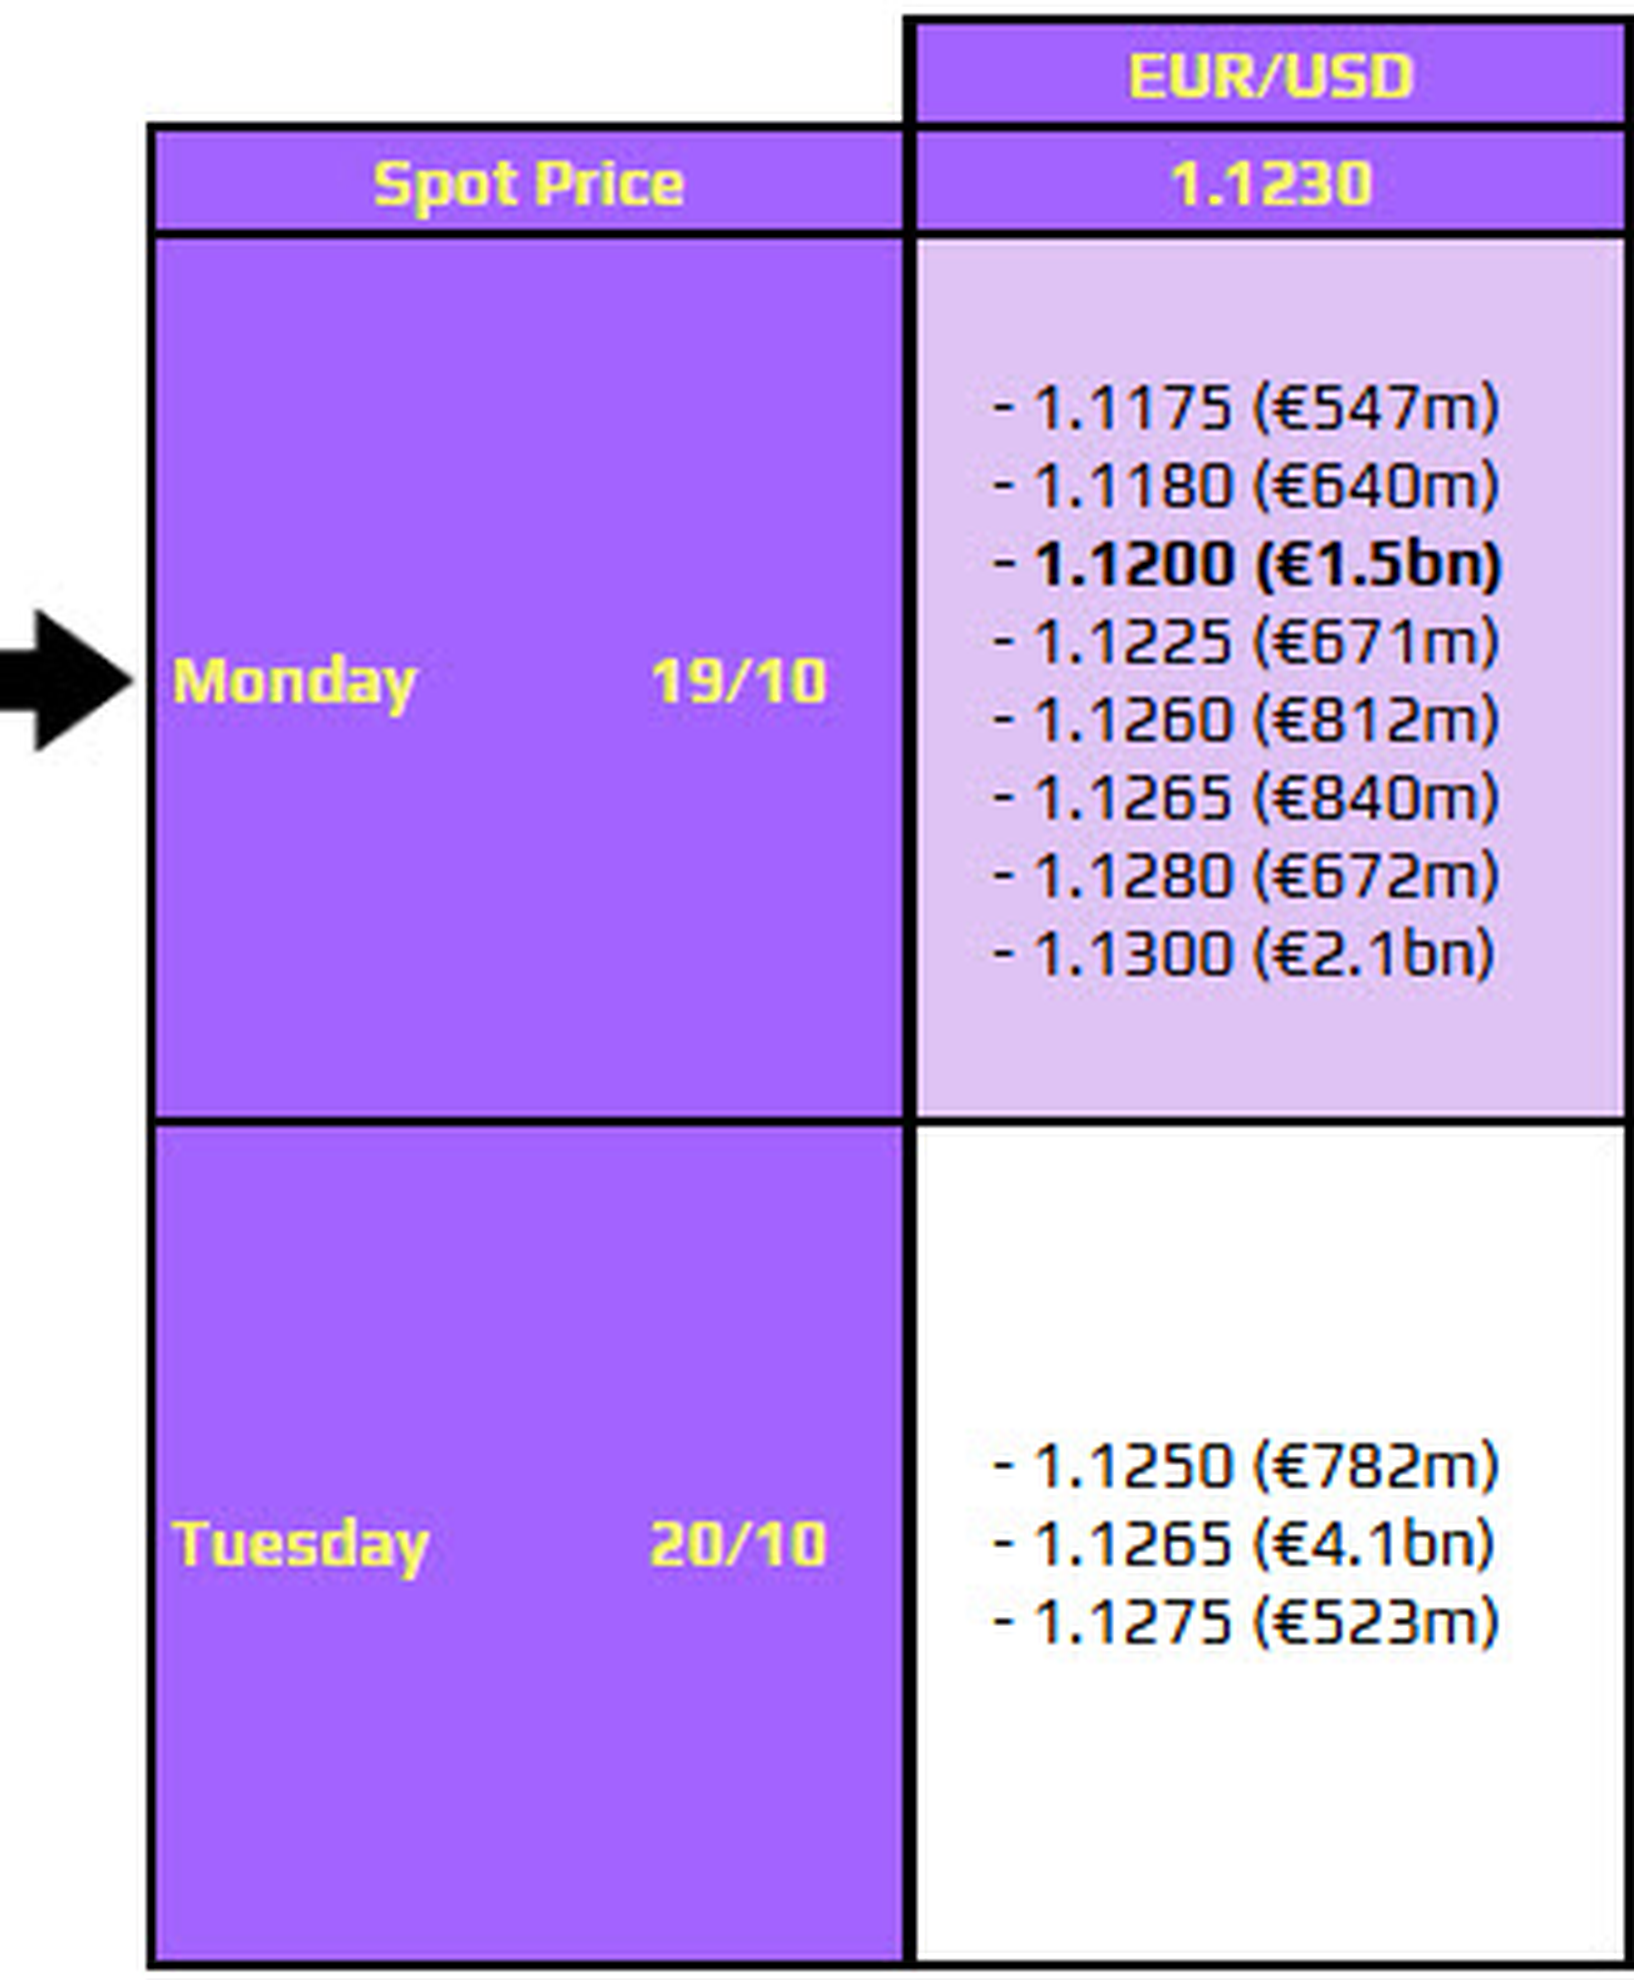 EUR/USD
Spot Price 1.1230
Monday 19/10
- 1.1175 (€547m)
- 1.1180 (€640m)
- 1.1200 (€1.5bn)
- 1.1225 (€671m)
- 1.1260 (€812m)
- 1.1265 (€840m)
- 1.1280 (€672m)
- 1.1300 (€2.1bn)
Tuesday 20/10
- 1.1250 (€782m)
- 1.1265 (€4.1bn)
- 1.1275 (€523m)